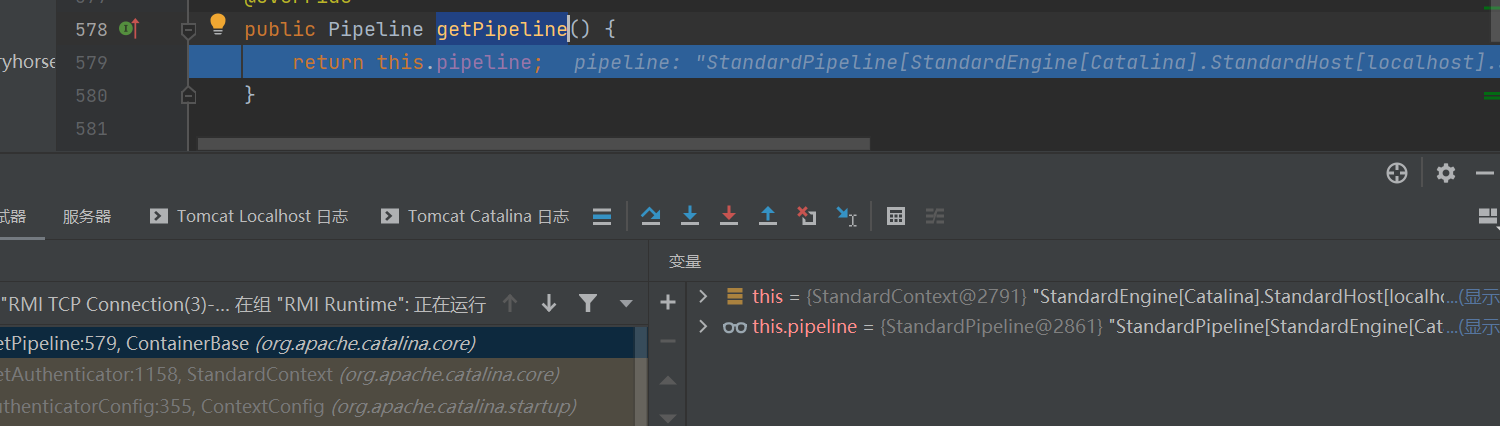 578 public Pipeline getPipeline() {
ryhorse
579 return this.pipeline; pipeline: "StandardPipeline[StandardEngine[Catalina].StandardHost[localhost].
580 }
581
试器 服务器 Tomcat Localhost 日志 Tomcat Catalina 日志
变量
"RMI TCP Connection(3)-... 在组 "RMI Runtime": 正在运行
this = {StandardContext@2791} "StandardEngine[Catalina].StandardHost[localhc ...(显示
this.pipeline = {StandardPipeline@2861} "StandardPipeline[StandardEngine[Cat ...(显示
etPipeline:579, ContainerBase (org.apache.catalina.core)
etAuthenticator:1158, StandardContext (org.apache.catalina.core)
uthenticatorConfig:355, ContextConfig (org.apache.catalina.startup)